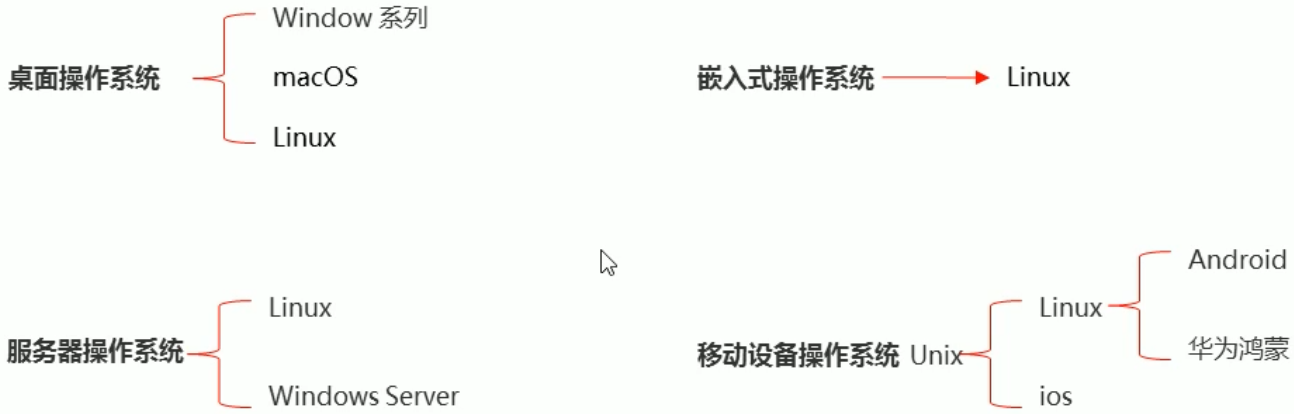 桌面操作系统
Window 系列
macOS
Linux
嵌入式操作系统
Linux
服务器操作系统
Linux
Windows Server
移动设备操作系统 Unix
Linux
Android
华为鸿蒙
ios